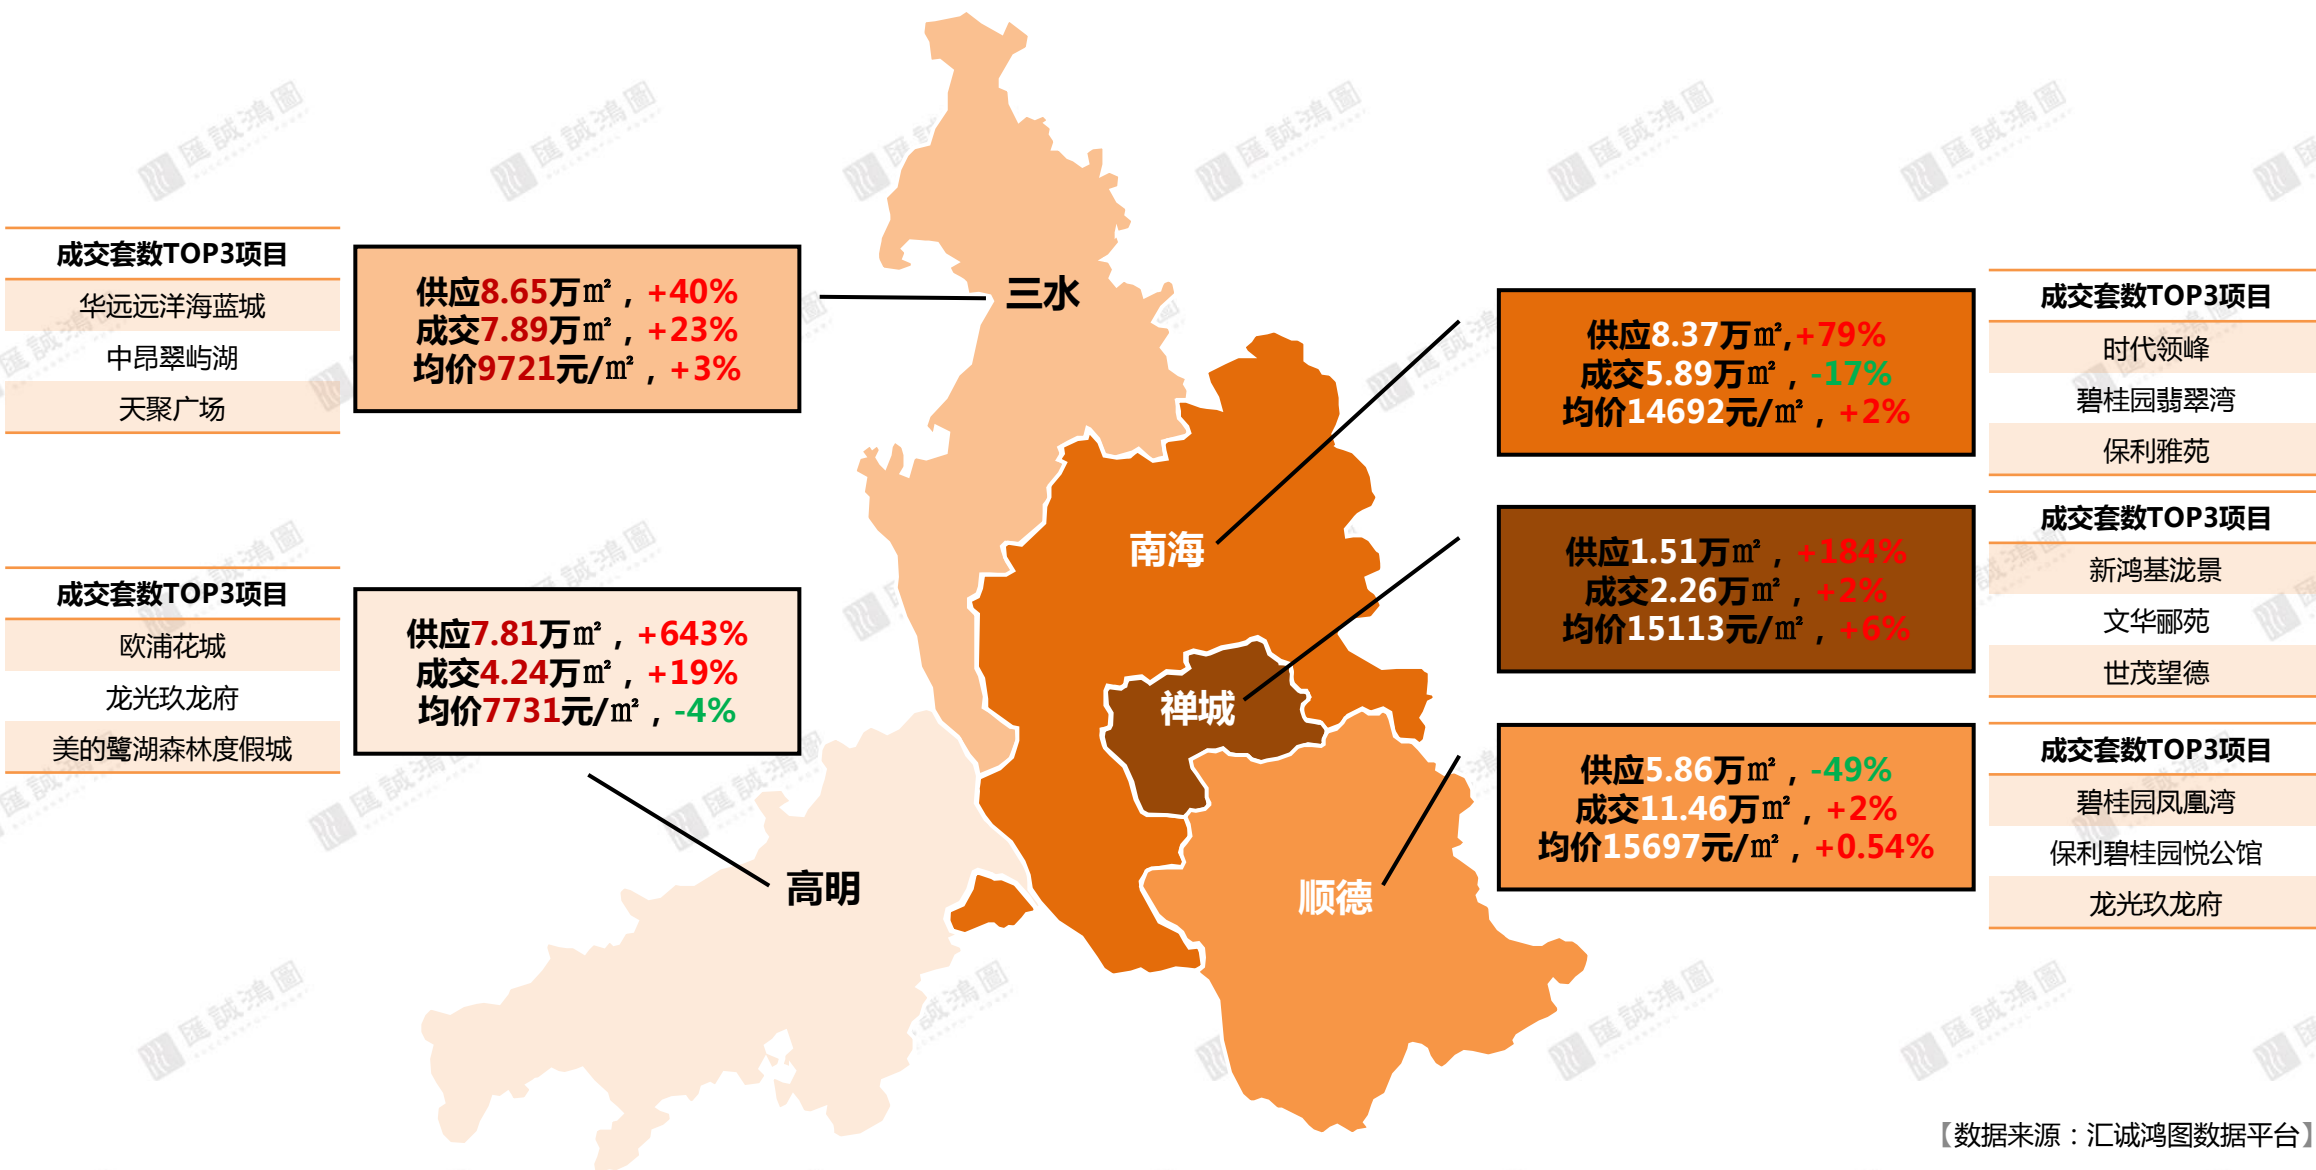 成交套数TOP3项目
华远远洋海蓝城
中昂翠屿湖
天聚广场
供应8.65万㎡，+40%
成交7.89万㎡，+23%
均价9721元/㎡，+3%
三水
供应8.37万㎡,+79%
成交5.89万㎡，-17%
均价14692元/㎡，+2%
成交套数TOP3项目
时代领峰
碧桂园翡翠湾
保利雅苑
南海
供应1.51万㎡，+184%
成交2.26万㎡，+2%
均价15113元/㎡，+6%
成交套数TOP3项目
新鸿基泷景
文华郦苑
世茂望德
成交套数TOP3项目
欧浦花城
龙光玖龙府
美的鹭湖森林度假城
供应7.81万㎡，+643%
成交4.24万㎡，+19%
均价7731元/㎡，-4%
禅城
供应5.86万㎡，-49%
成交11.46万㎡，+2%
均价15697元/㎡，+0.54%
成交套数TOP3项目
碧桂园凤凰湾
保利碧桂园悦公馆
龙光玖龙府
高明
顺德
【数据来源：汇诚鸿图数据平台】
匯誠鴻圖